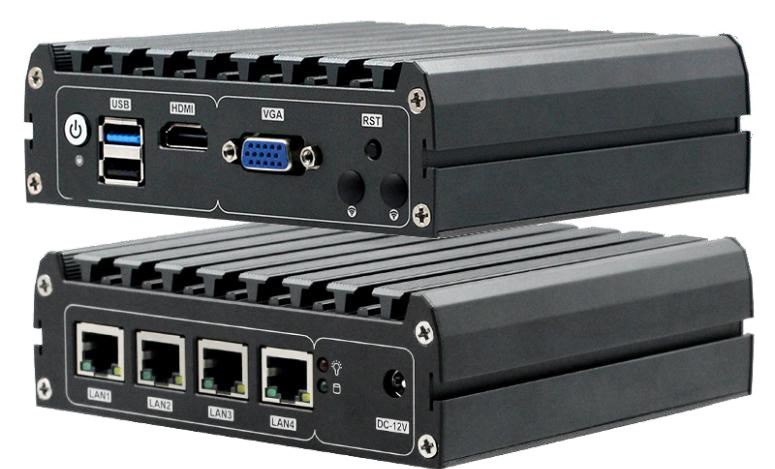 USB
HDMI
VGA
RST
LAN1
LAN2
LAN3
LAN4
DC-12V